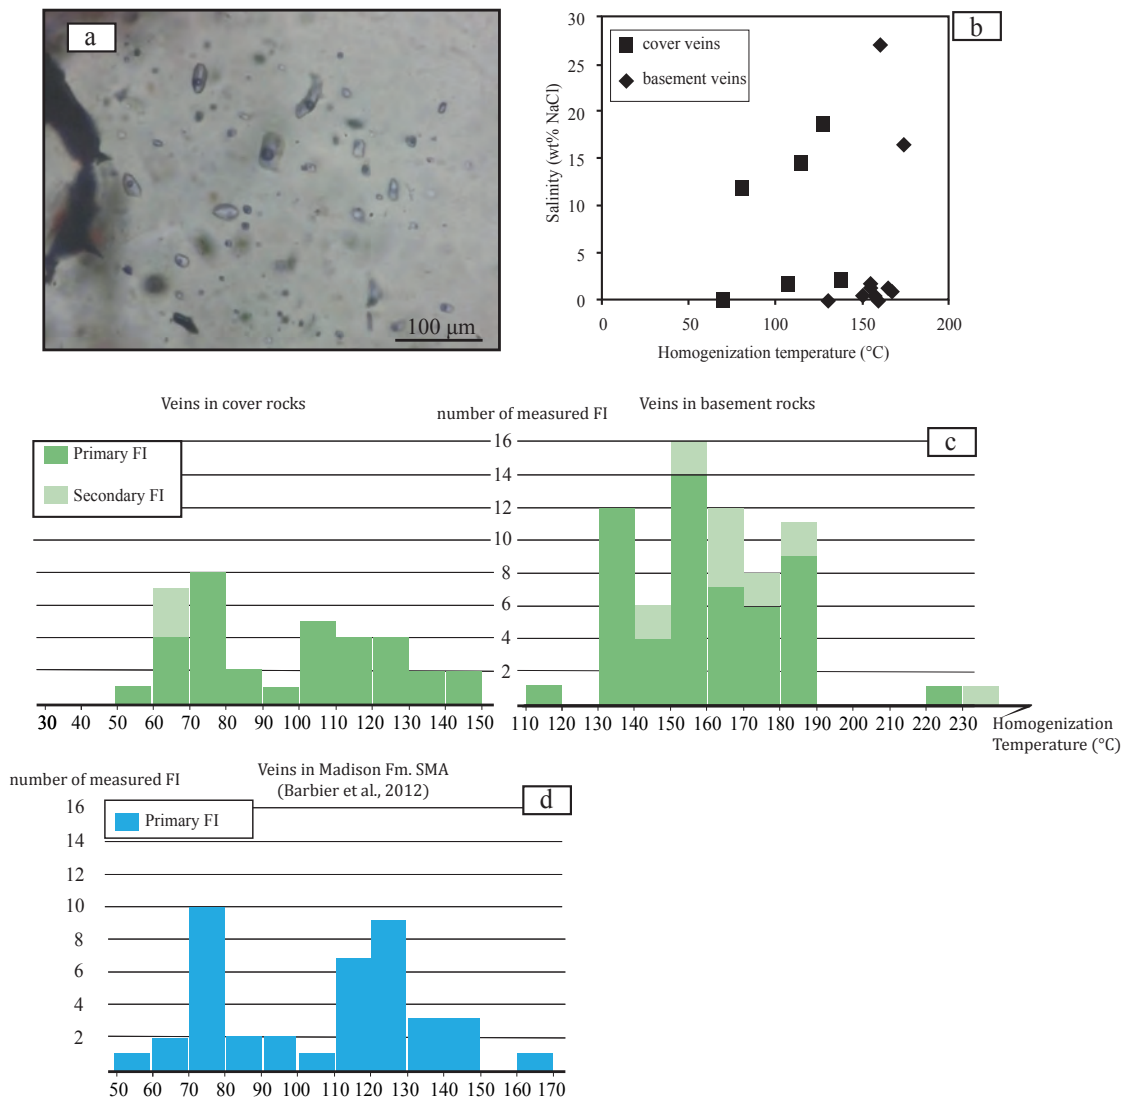 a
100 µm
b
30
25
20
15
10
5
0
Salinity (wt% NaCl)
cover veins
basement veins
0 50 100 150 200
Homogenization temperature (°C)
Veins in cover rocks
number of measured FI
Veins in basement rocks
c
Primary FI
Secondary FI
16
14
12
10
8
6
4
2
30 40 50 60 70 80 90 100 110 120 130 140 150
110 120 130 140 150 160 170 180 190 200 210 220 230
Homogenization
Temperature (°C)
number of measured FI
Veins in Madison Fm. SMA
(Barbier et al., 2012)
d
Primary FI
16
14
12
10
8
6
4
2
50 60 70 80 90 100 110 120 130 140 150 160 170